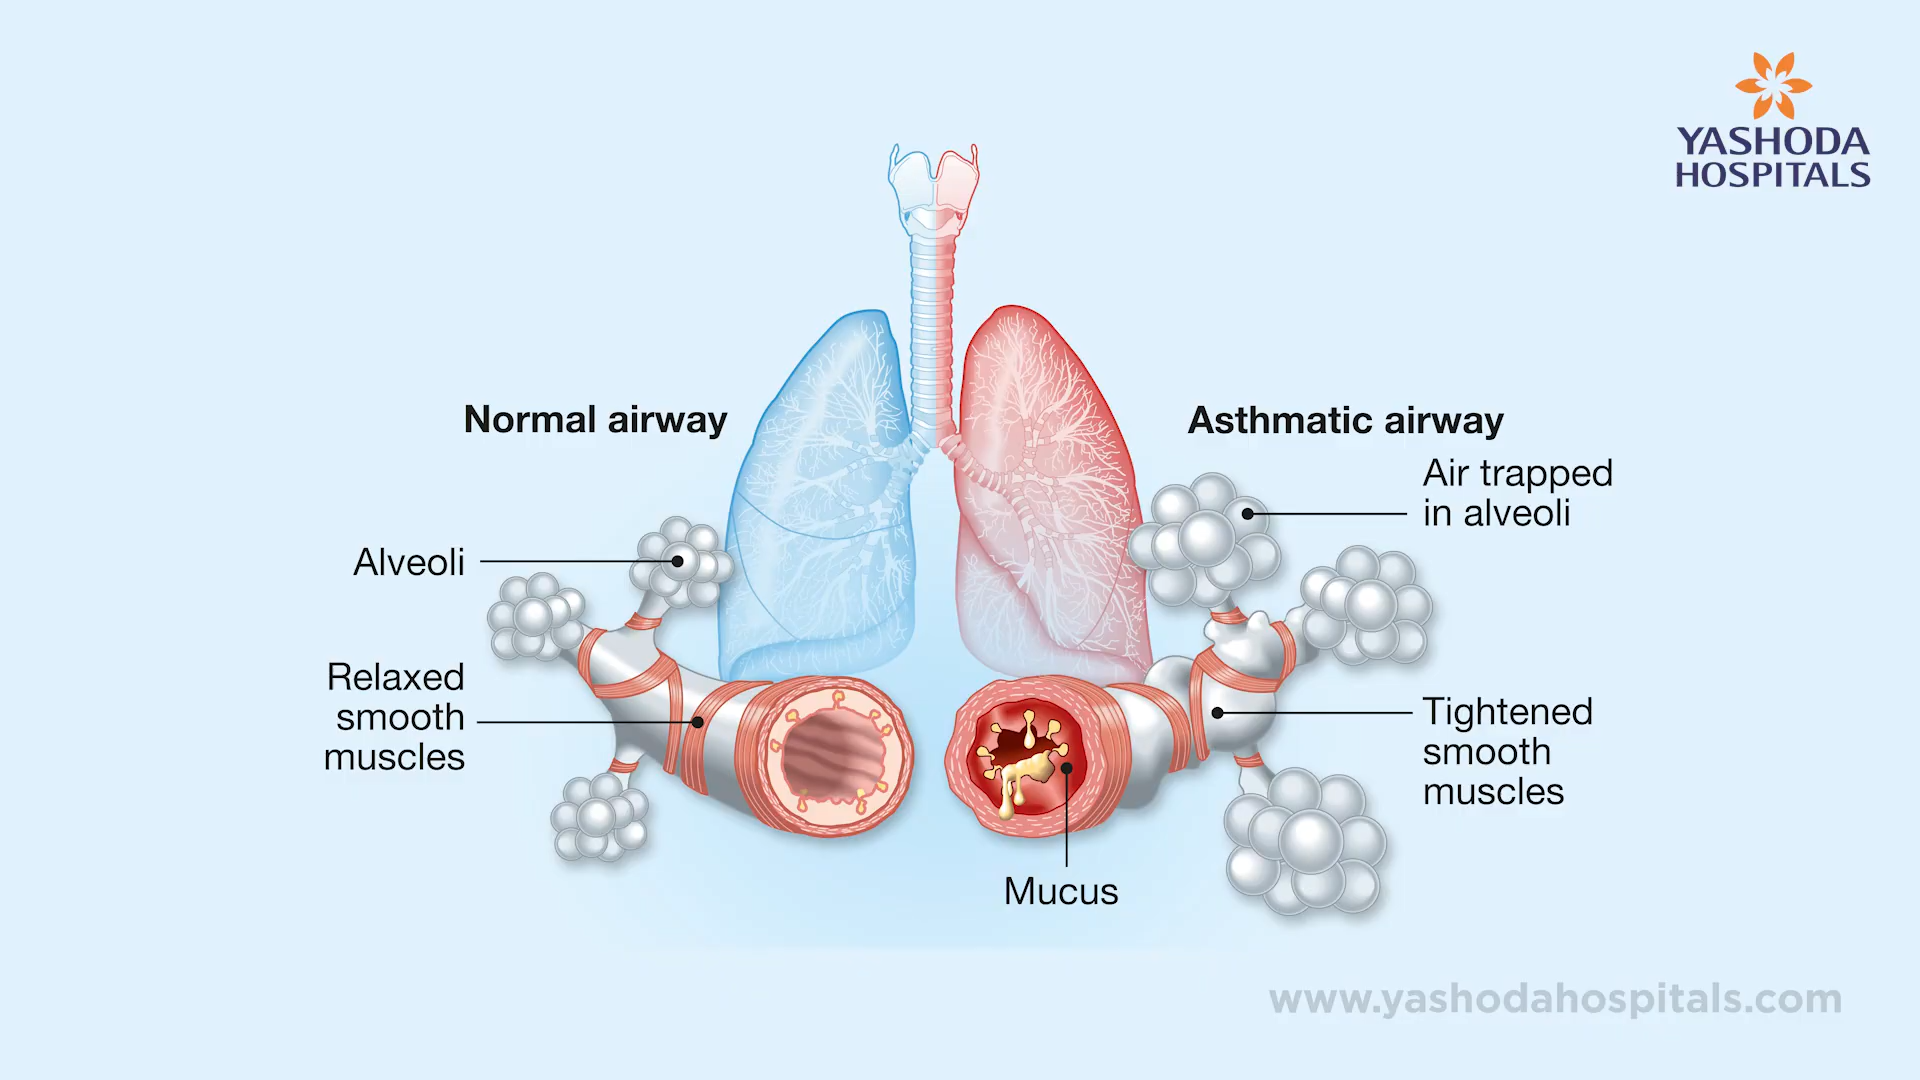 YASHODA
HOSPITALS
Normal airway
Alveoli
Relaxed
smooth
muscles
Asthmatic airway
Air trapped
in alveoli
Tightened
smooth
muscles
Mucus
www.yashodahospitals.com